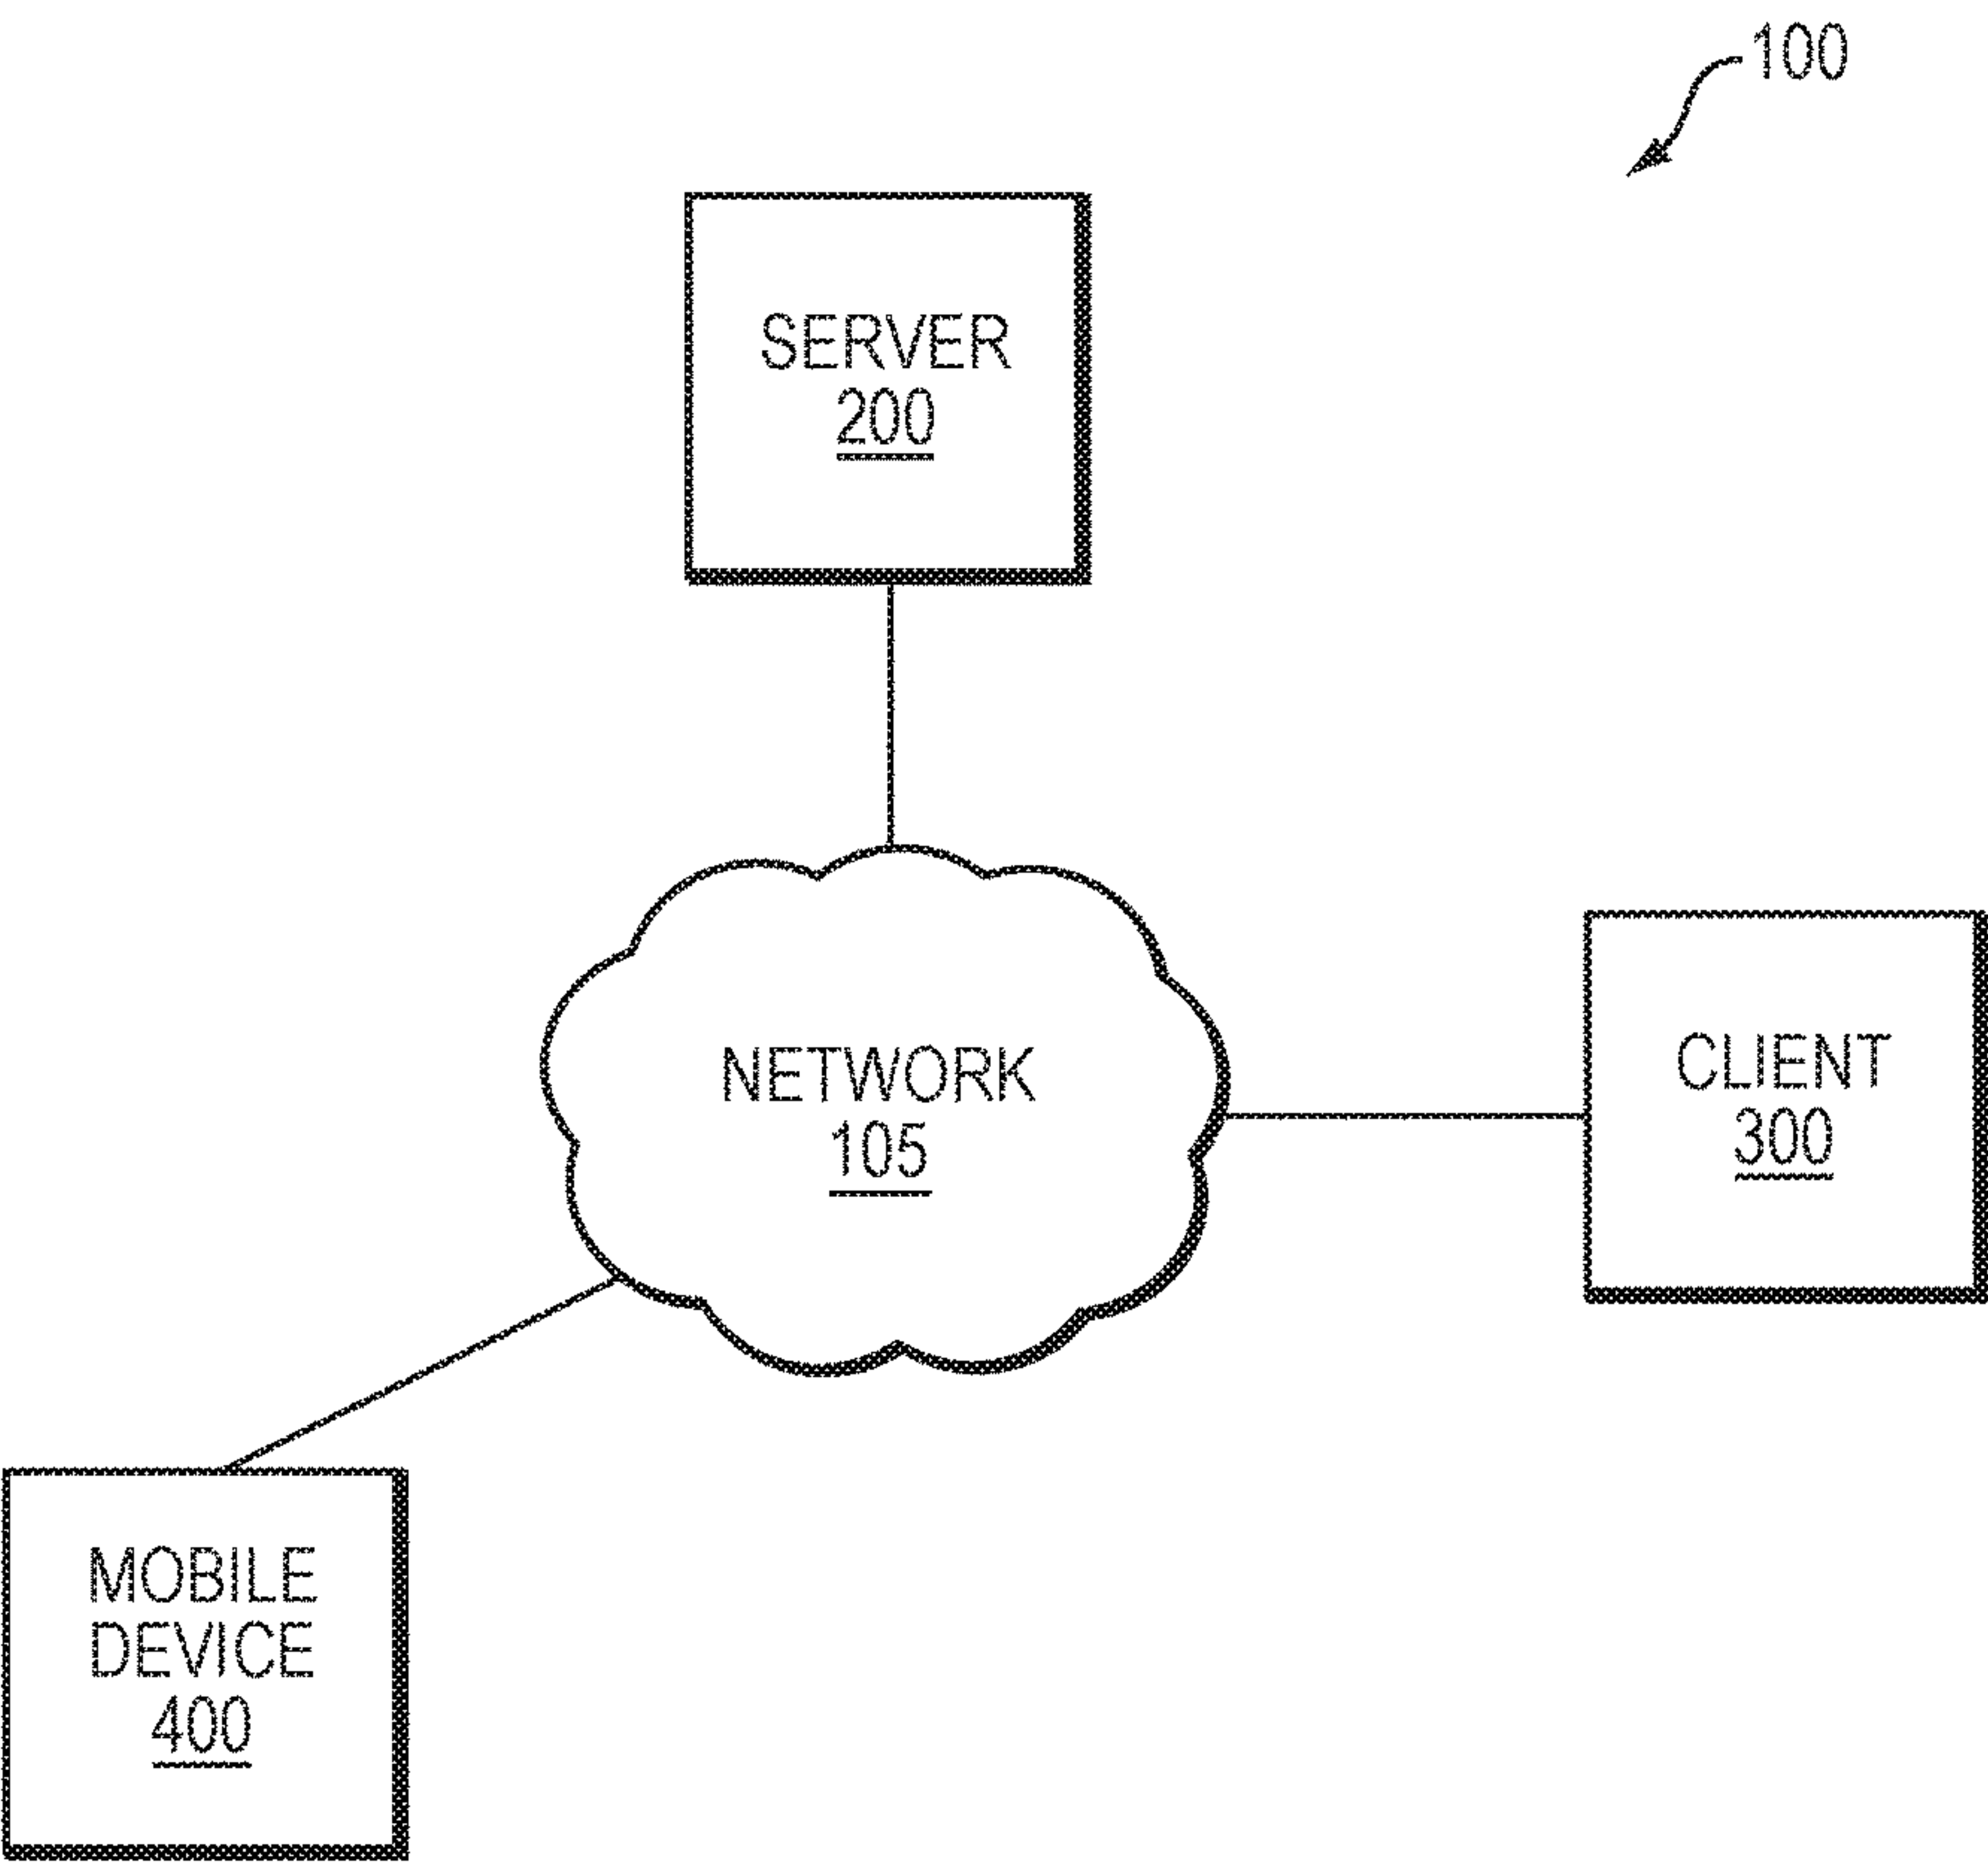 100
SERVER
200
NETWORK
105
CLIENT
300
MOBILE
DEVICE
400